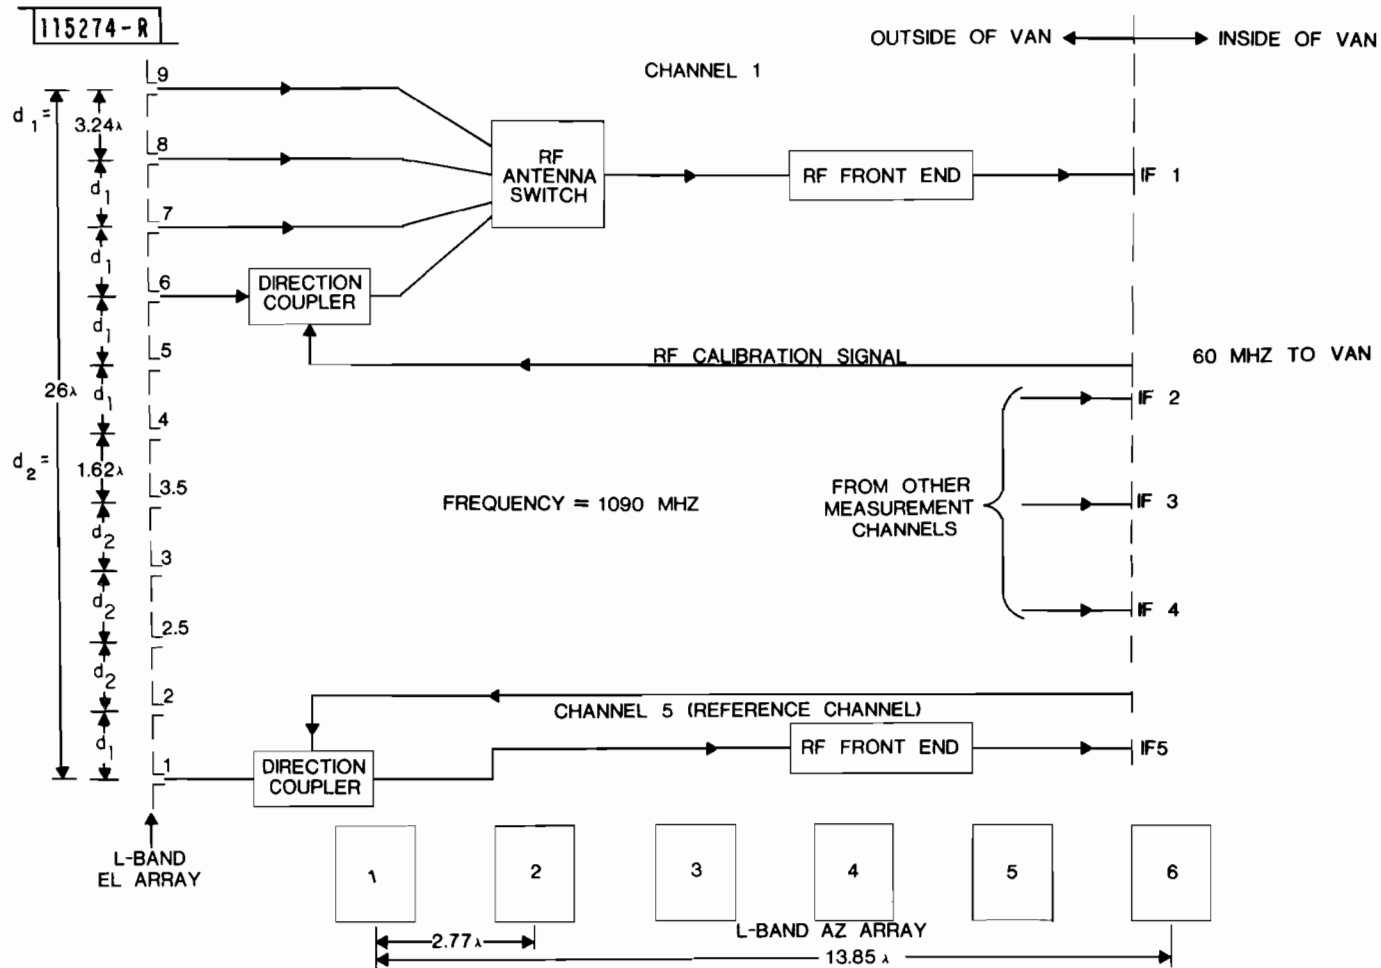 115274-R
OUTSIDE OF VAN
INSIDE OF VAN
CHANNEL 1
9
d1 =
3.24λ
8
RF
ANTENNA
SWITCH
RF FRONT END
IF 1
d1
7
d1
6
DIRECTION
COUPLER
d1
5
RF CALIBRATION SIGNAL
60 MHZ TO VAN
26λ
d1
4
IF 2
d2 =
1.62λ
3.5
FREQUENCY = 1090 MHZ
FROM OTHER
MEASUREMENT
CHANNELS
IF 3
d2
3
d2
2.5
IF 4
d2
2
CHANNEL 5 (REFERENCE CHANNEL)
d1
1
DIRECTION
COUPLER
RF FRONT END
IF5
L-BAND
EL ARRAY
1
2
3
4
5
6
L-BAND AZ ARRAY
2.77λ
13.85 λ